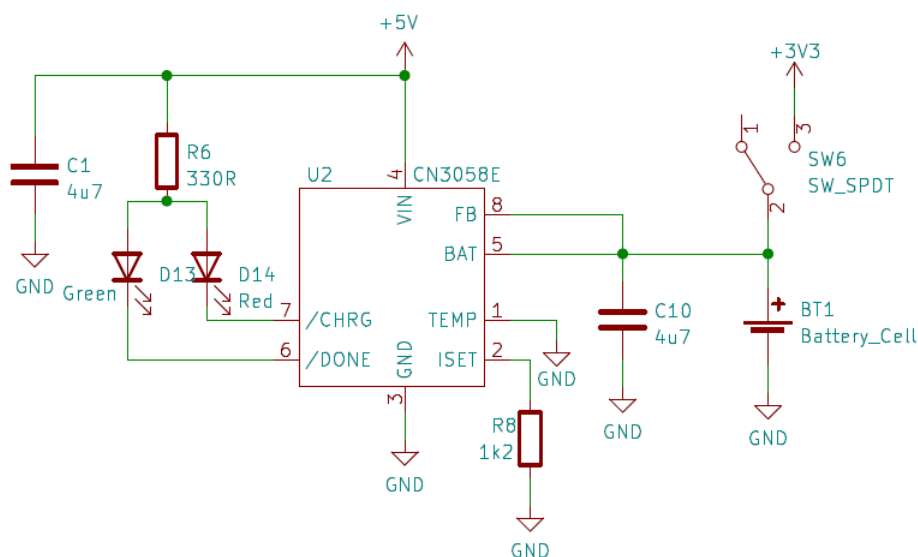 +5V
+3V3
C1
4u7
GND
R6
330R
D13
Green
D14
Red
U2
CN3058E
4
VIN
FB
8
BAT
5
7
/CHRG
TEMP
1
6
/DONE
ISET
2
GND
3
GND
GND
R8
1k2
GND
C10
4u7
GND
1
3
2
SW6
SW_SPDT
BT1
Battery_Cell
GND